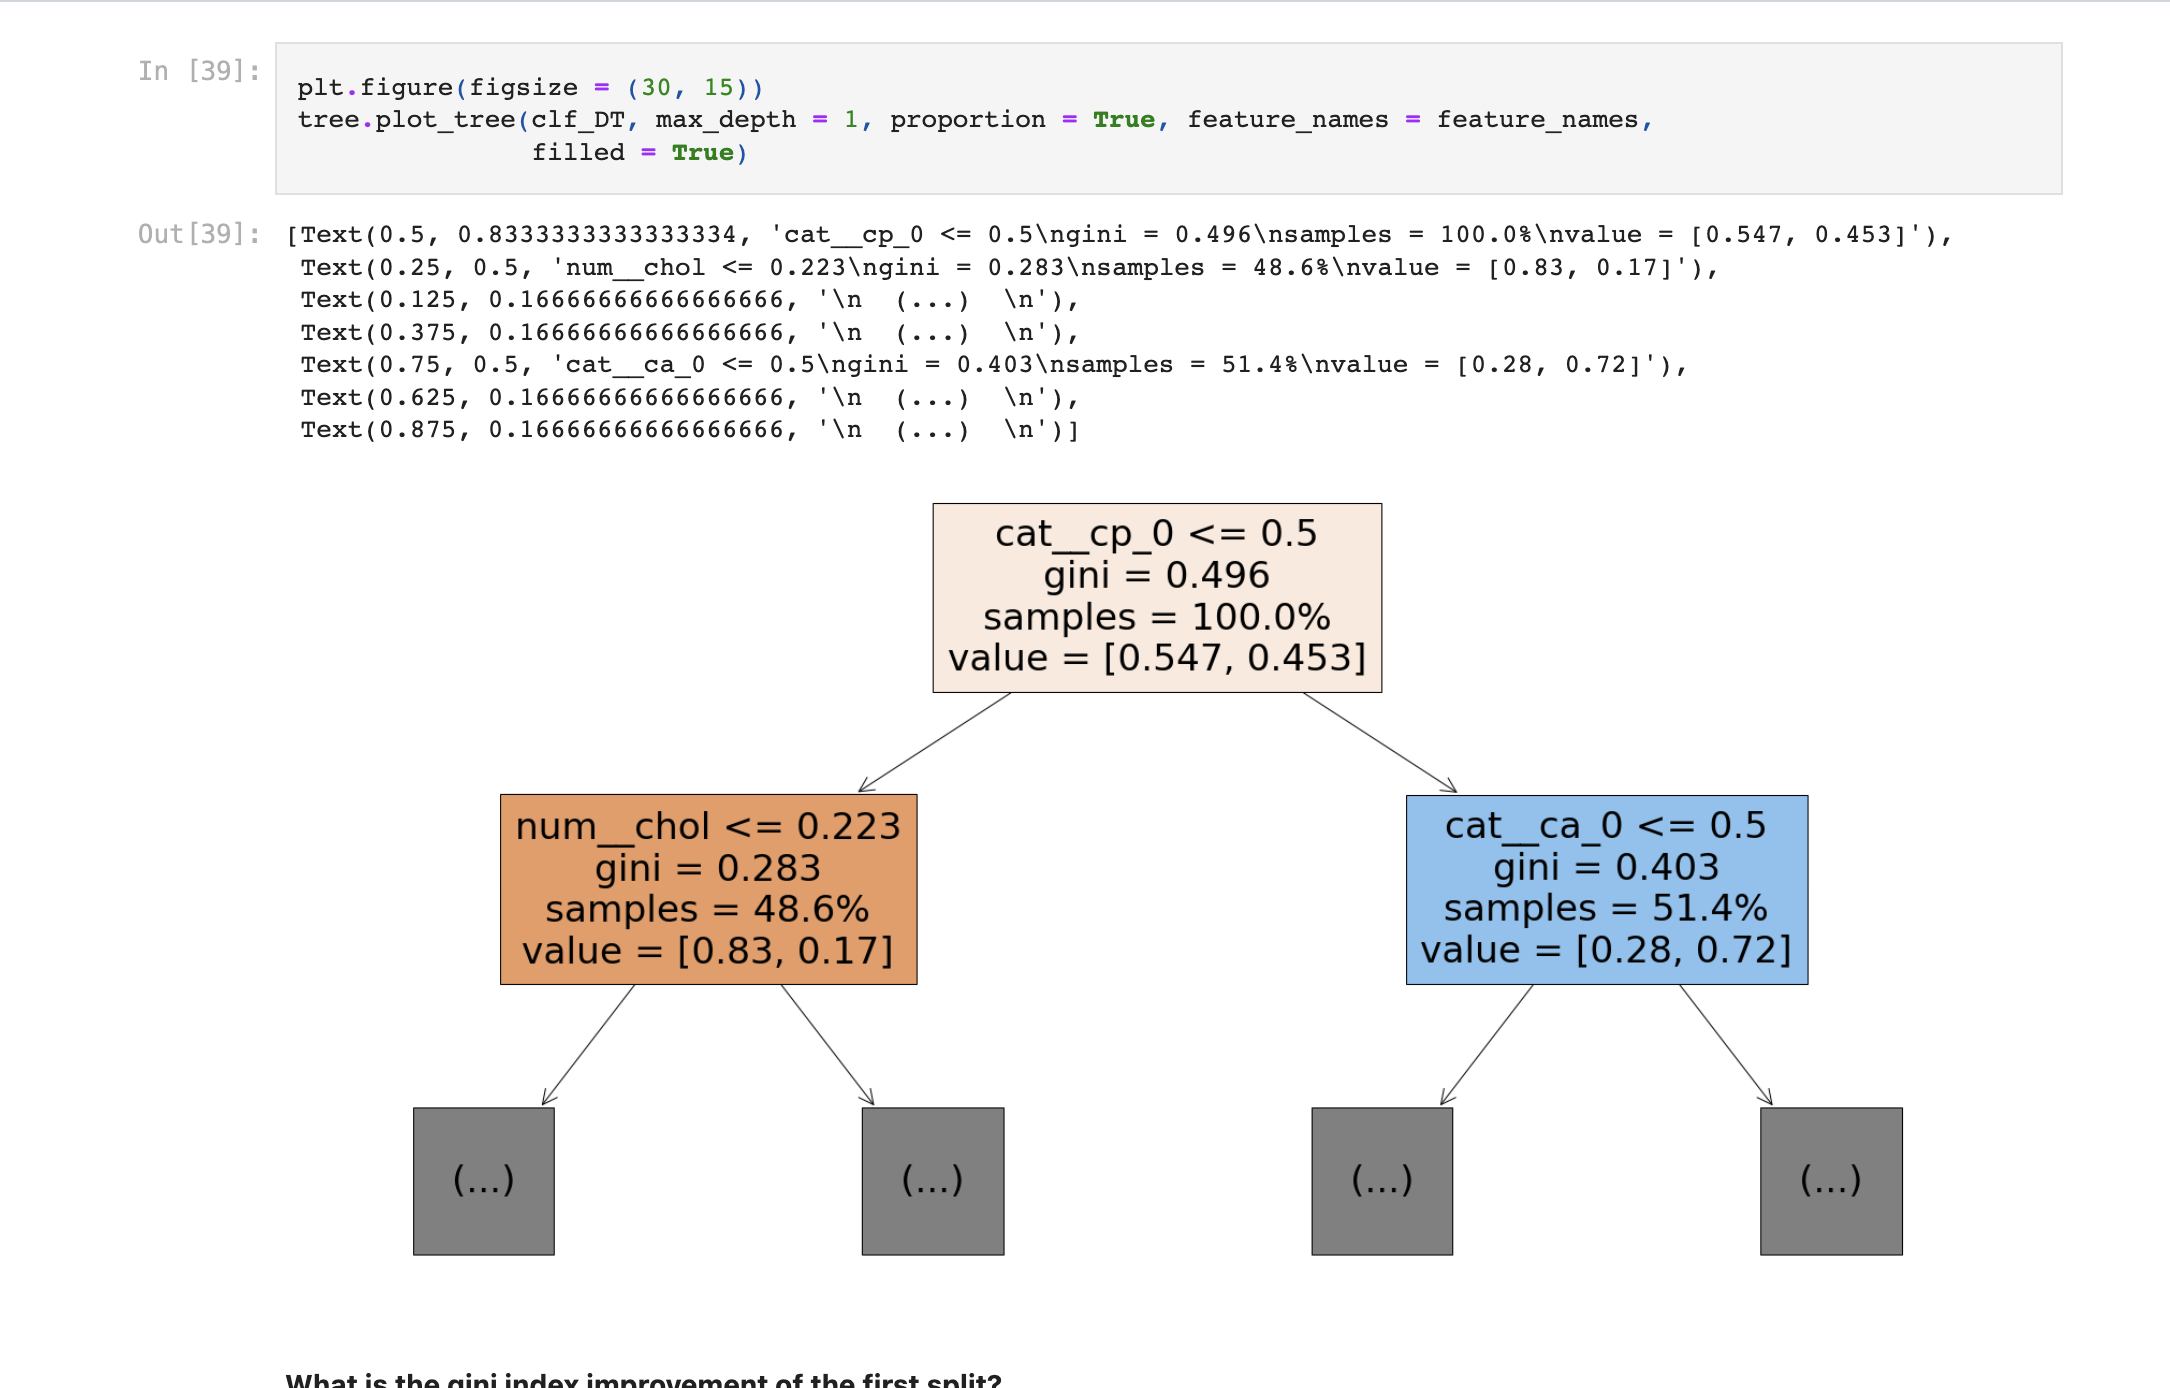 In [39]:
plt.figure(figsize = (30, 15))
tree.plot_tree(clf_DT, max_depth = 1, proportion = True, feature_names = feature_names,
filled = True)
Out[39]:
[Text(0.5, 0.8333333333333334, 'cat__cp_0 <= 0.5\ngini = 0.496\nsamples = 100.0%\nvalue = [0.547, 0.453]'),
Text(0.25, 0.5, 'num__chol <= 0.223\ngini = 0.283\nsamples = 48.6%\nvalue = [0.83, 0.17]'),
Text(0.125, 0.16666666666666666, '\n  (...)  \n'),
Text(0.375, 0.16666666666666666, '\n  (...)  \n'),
Text(0.75, 0.5, 'cat__ca_0 <= 0.5\ngini = 0.403\nsamples = 51.4%\nvalue = [0.28, 0.72]'),
Text(0.625, 0.16666666666666666, '\n  (...)  \n'),
Text(0.875, 0.16666666666666666, '\n  (...)  \n')]
cat__cp_0 <= 0.5
gini = 0.496
samples = 100.0%
value = [0.547, 0.453]
num__chol <= 0.223
gini = 0.283
samples = 48.6%
value = [0.83, 0.17]
cat__ca_0 <= 0.5
gini = 0.403
samples = 51.4%
value = [0.28, 0.72]
(...)
(...)
(...)
(...)
What is the gini index improvement of the first split?